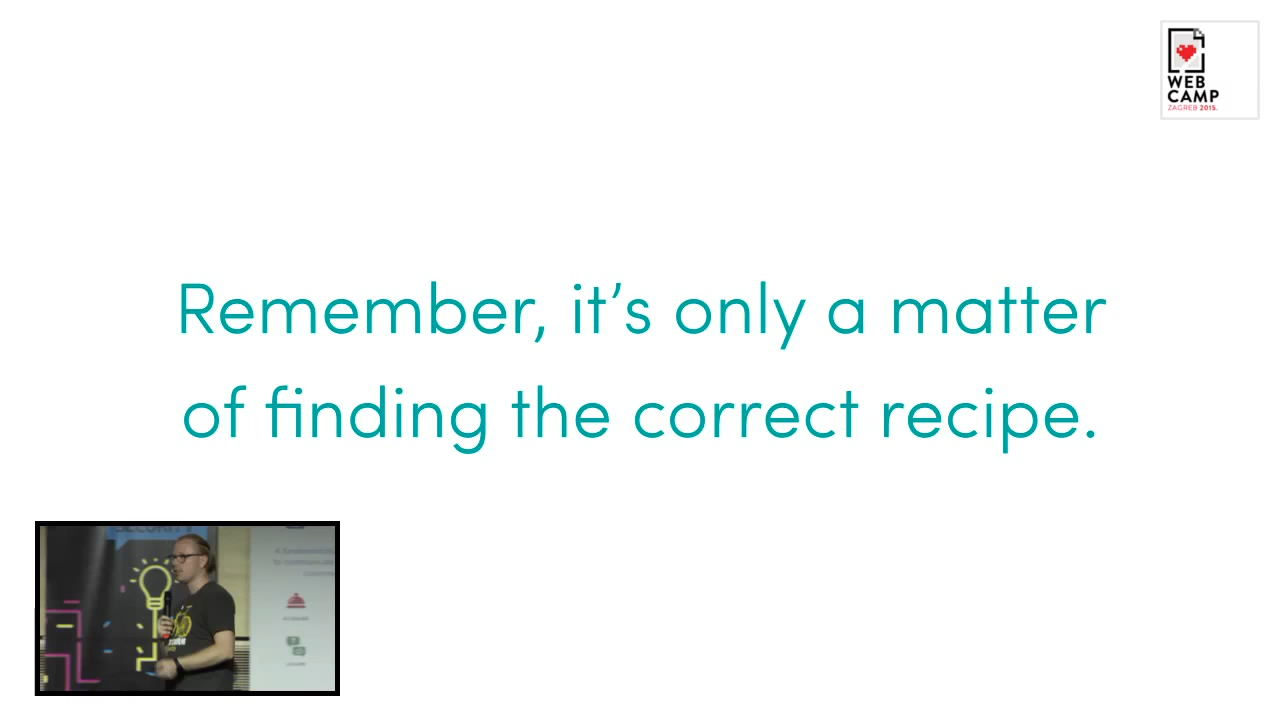 WEB
CAMP
ZAGREB 2015.
Remember, it’s only a matter
of finding the correct recipe.